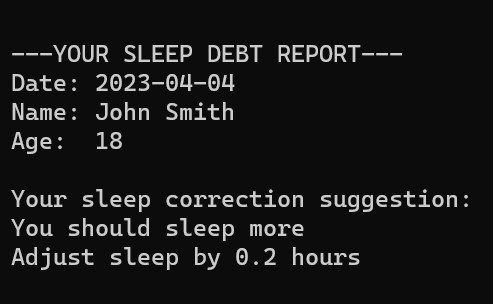 ---YOUR SLEEP DEBT REPORT---
Date: 2023-04-04
Name: John Smith
Age:  18
Your sleep correction suggestion:
You should sleep more
Adjust sleep by 0.2 hours